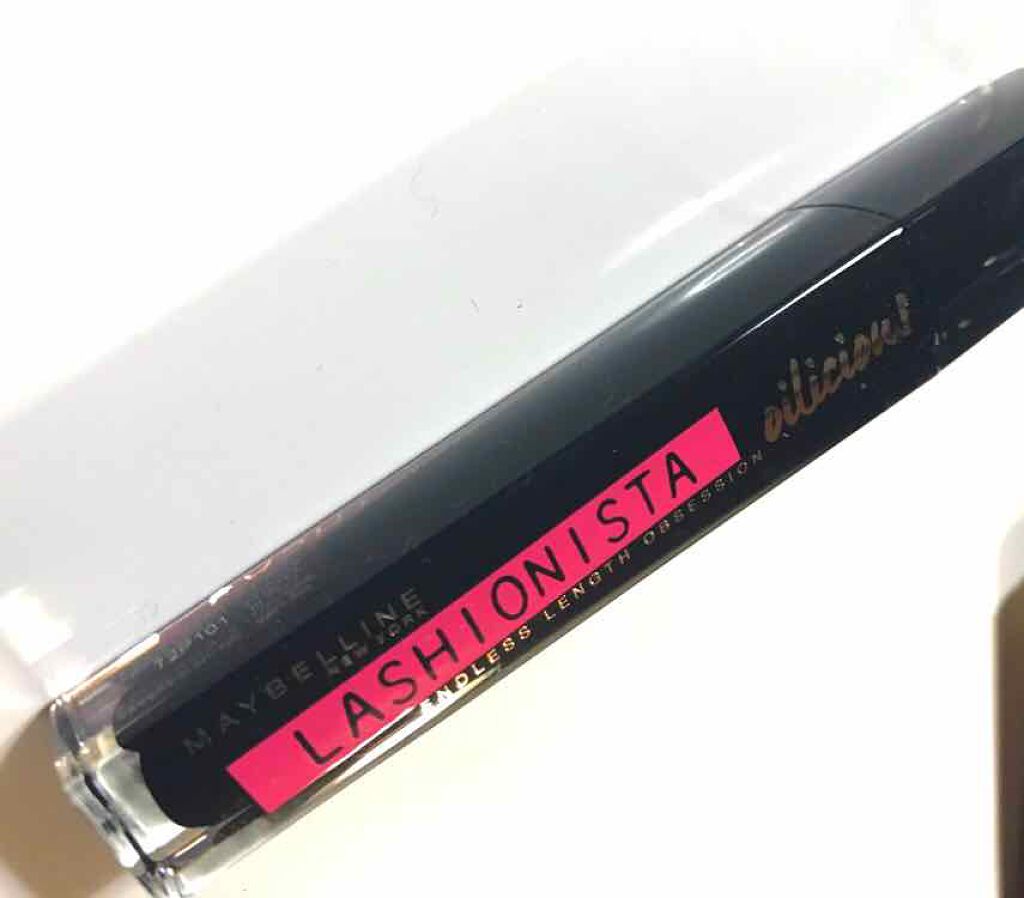 MAYBELLINE
NEW YORK
LASHIONISTA
ENDLESS LENGTH OBSESSION
oilicious!